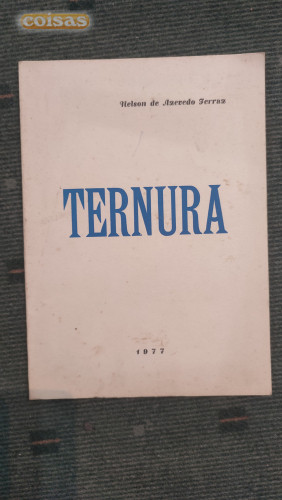 coisas
Nelson de Azevedo Ferraz
TERNURA
1977